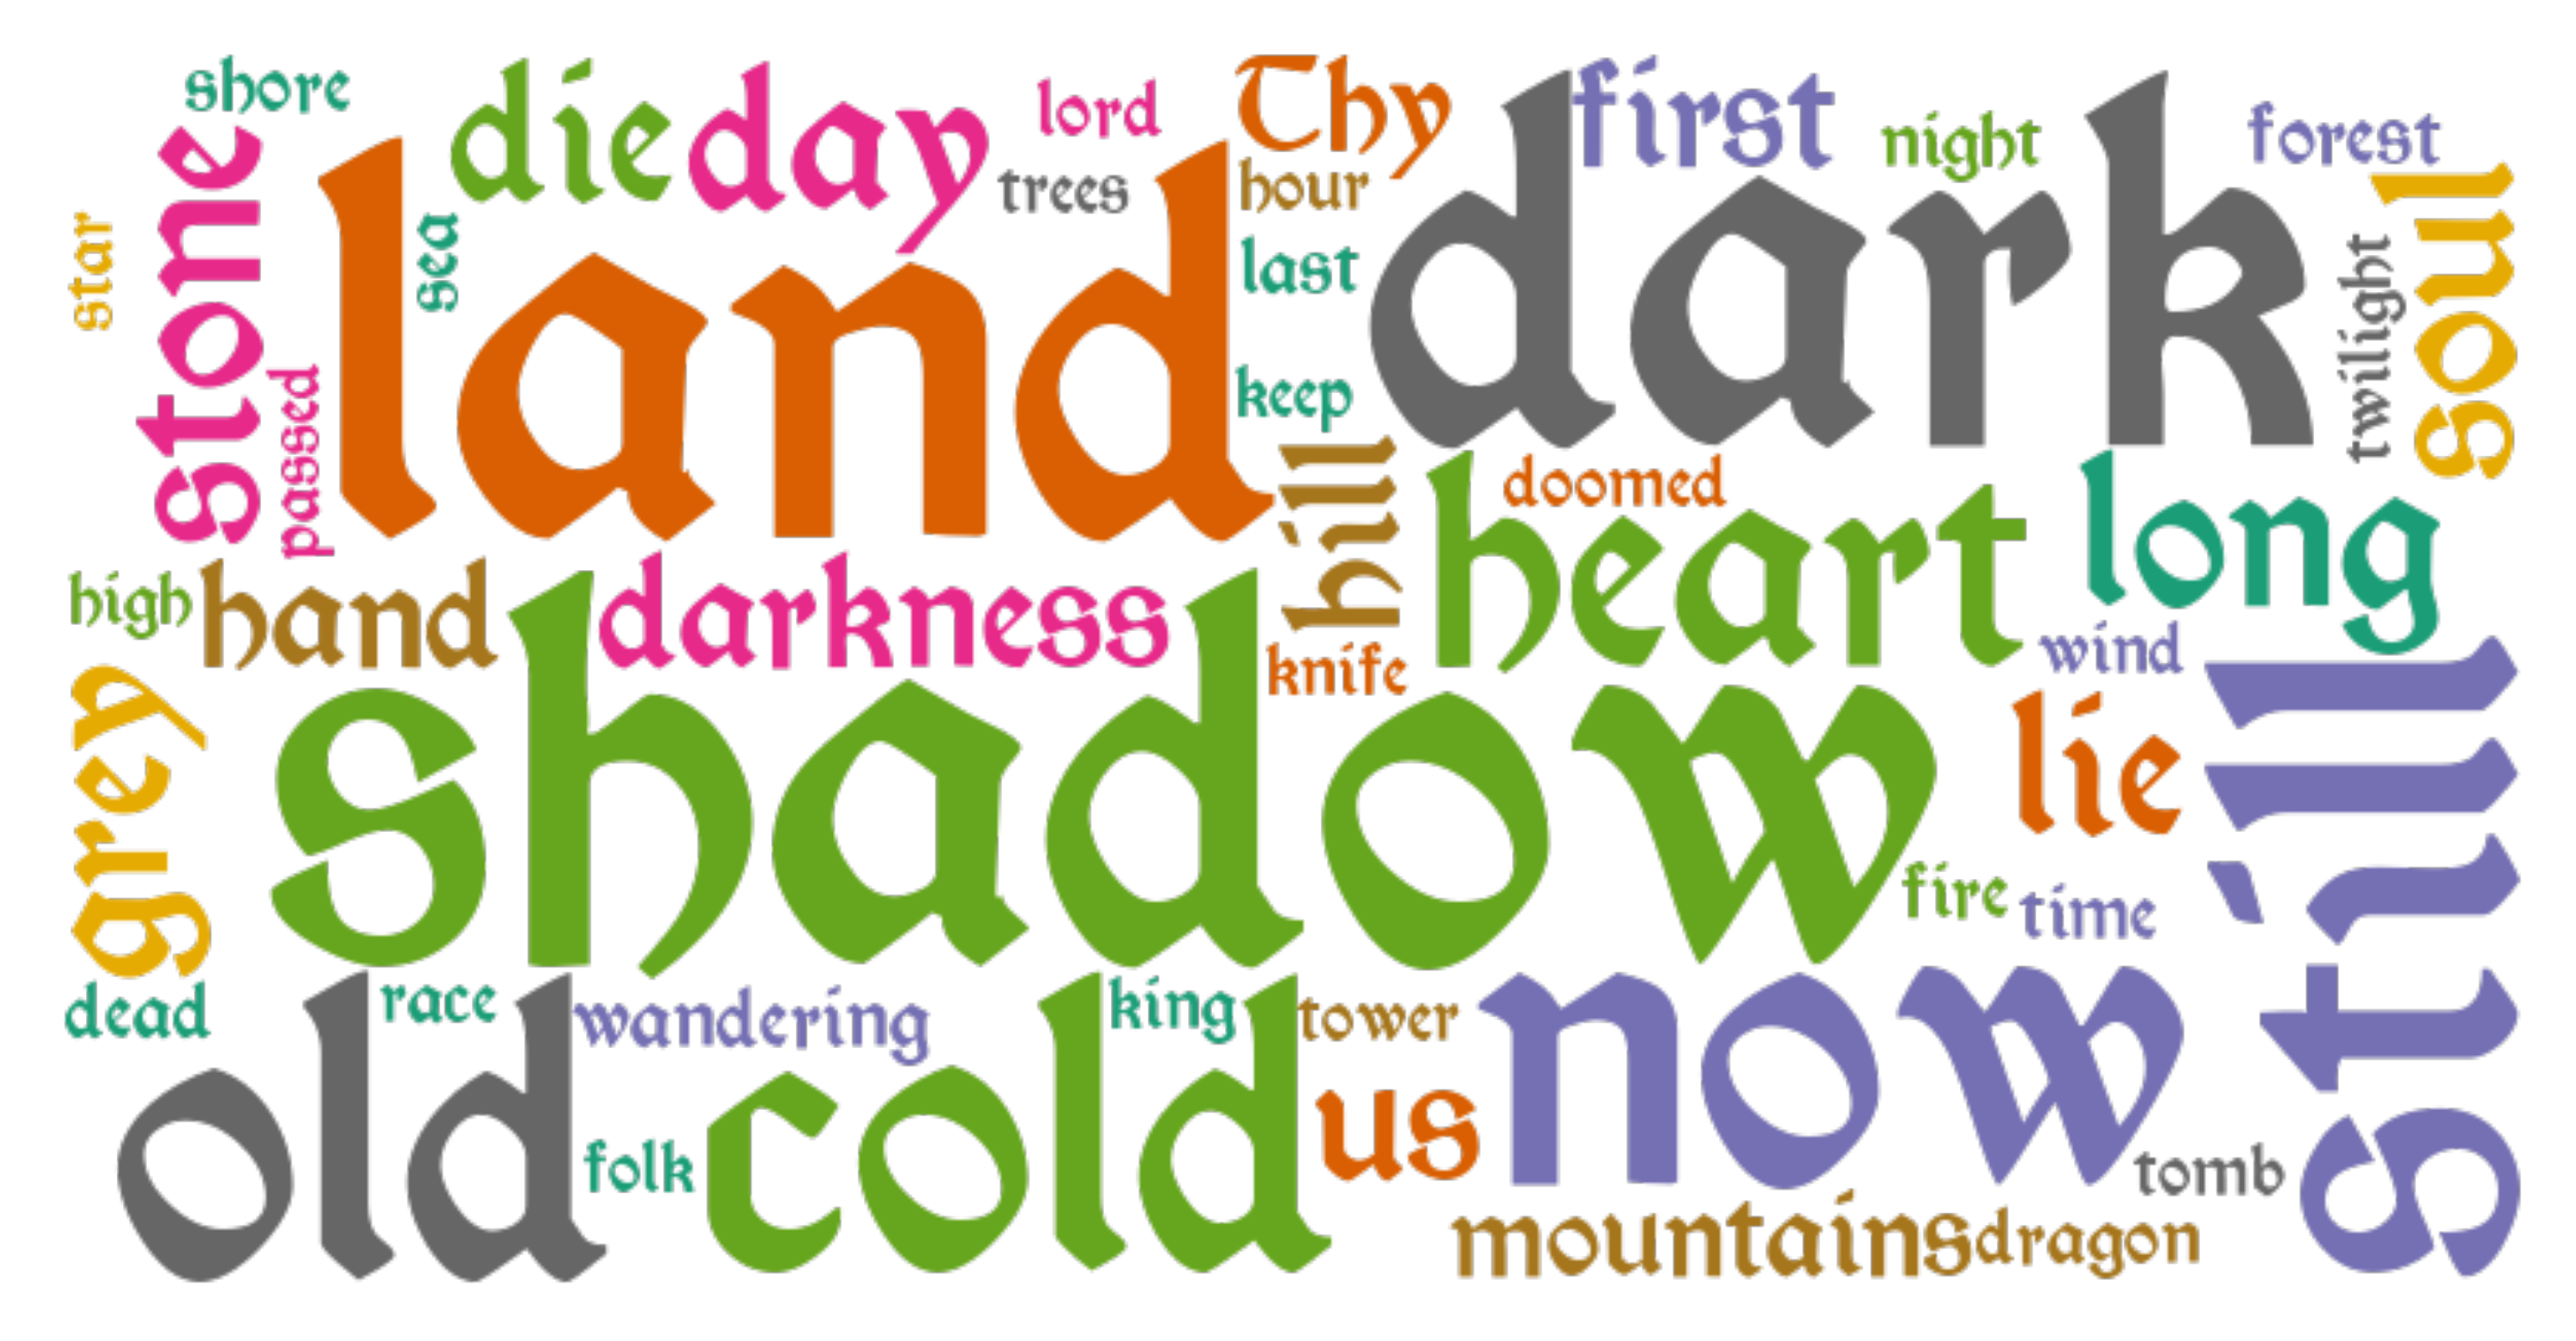 shore
die
day
lord
Thy
first
night
forest
trees
hour
dark
soul
star
stone
sea
land
last
twilight
passed
keep
hill
doomed
heart
long
high
hand
darkness
knife
wind
grey
shadow
lie
still
fire
time
dead
race
wandering
king
tower
now
old
folk
cold
us
tomb
mountains
dragon